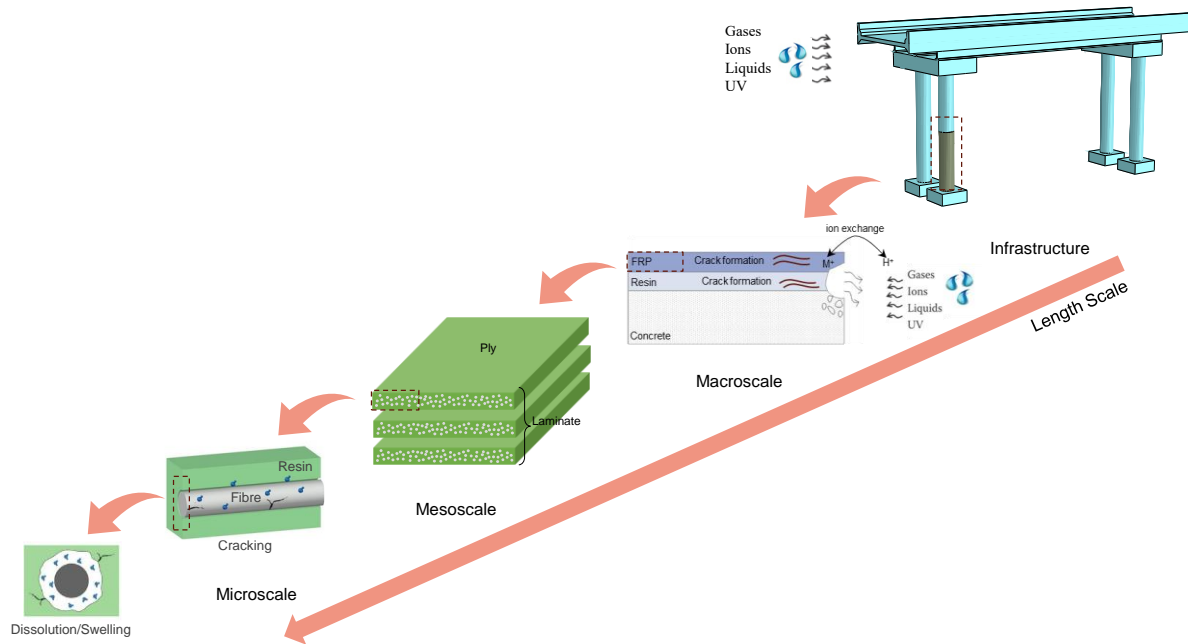 Gases
Ions
Liquids
UV
Infrastructure
ion exchange
FRP
Crack formation
M⁺
H⁺
Resin
Crack formation
Gases
Ions
Liquids
UV
Concrete
Length Scale
Macroscale
Ply
Laminate
Mesoscale
Resin
Fibre
Cracking
Microscale
Dissolution/Swelling